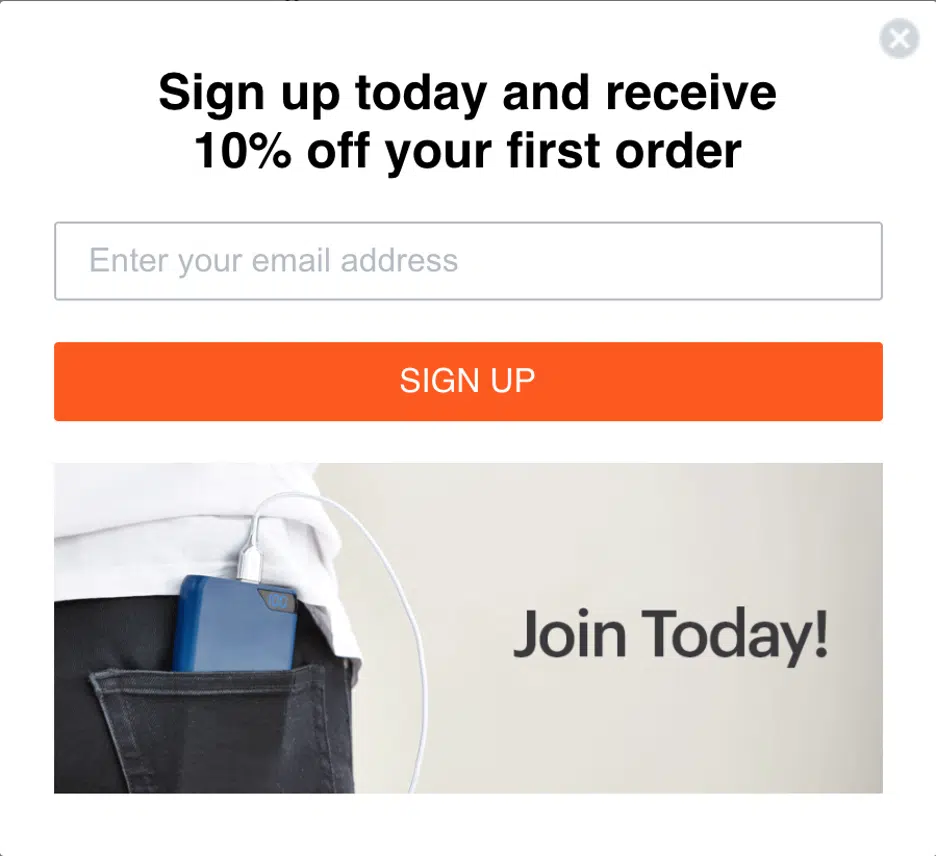 Sign up today and receive
10% off your first order
Enter your email address
SIGN UP
Join Today!